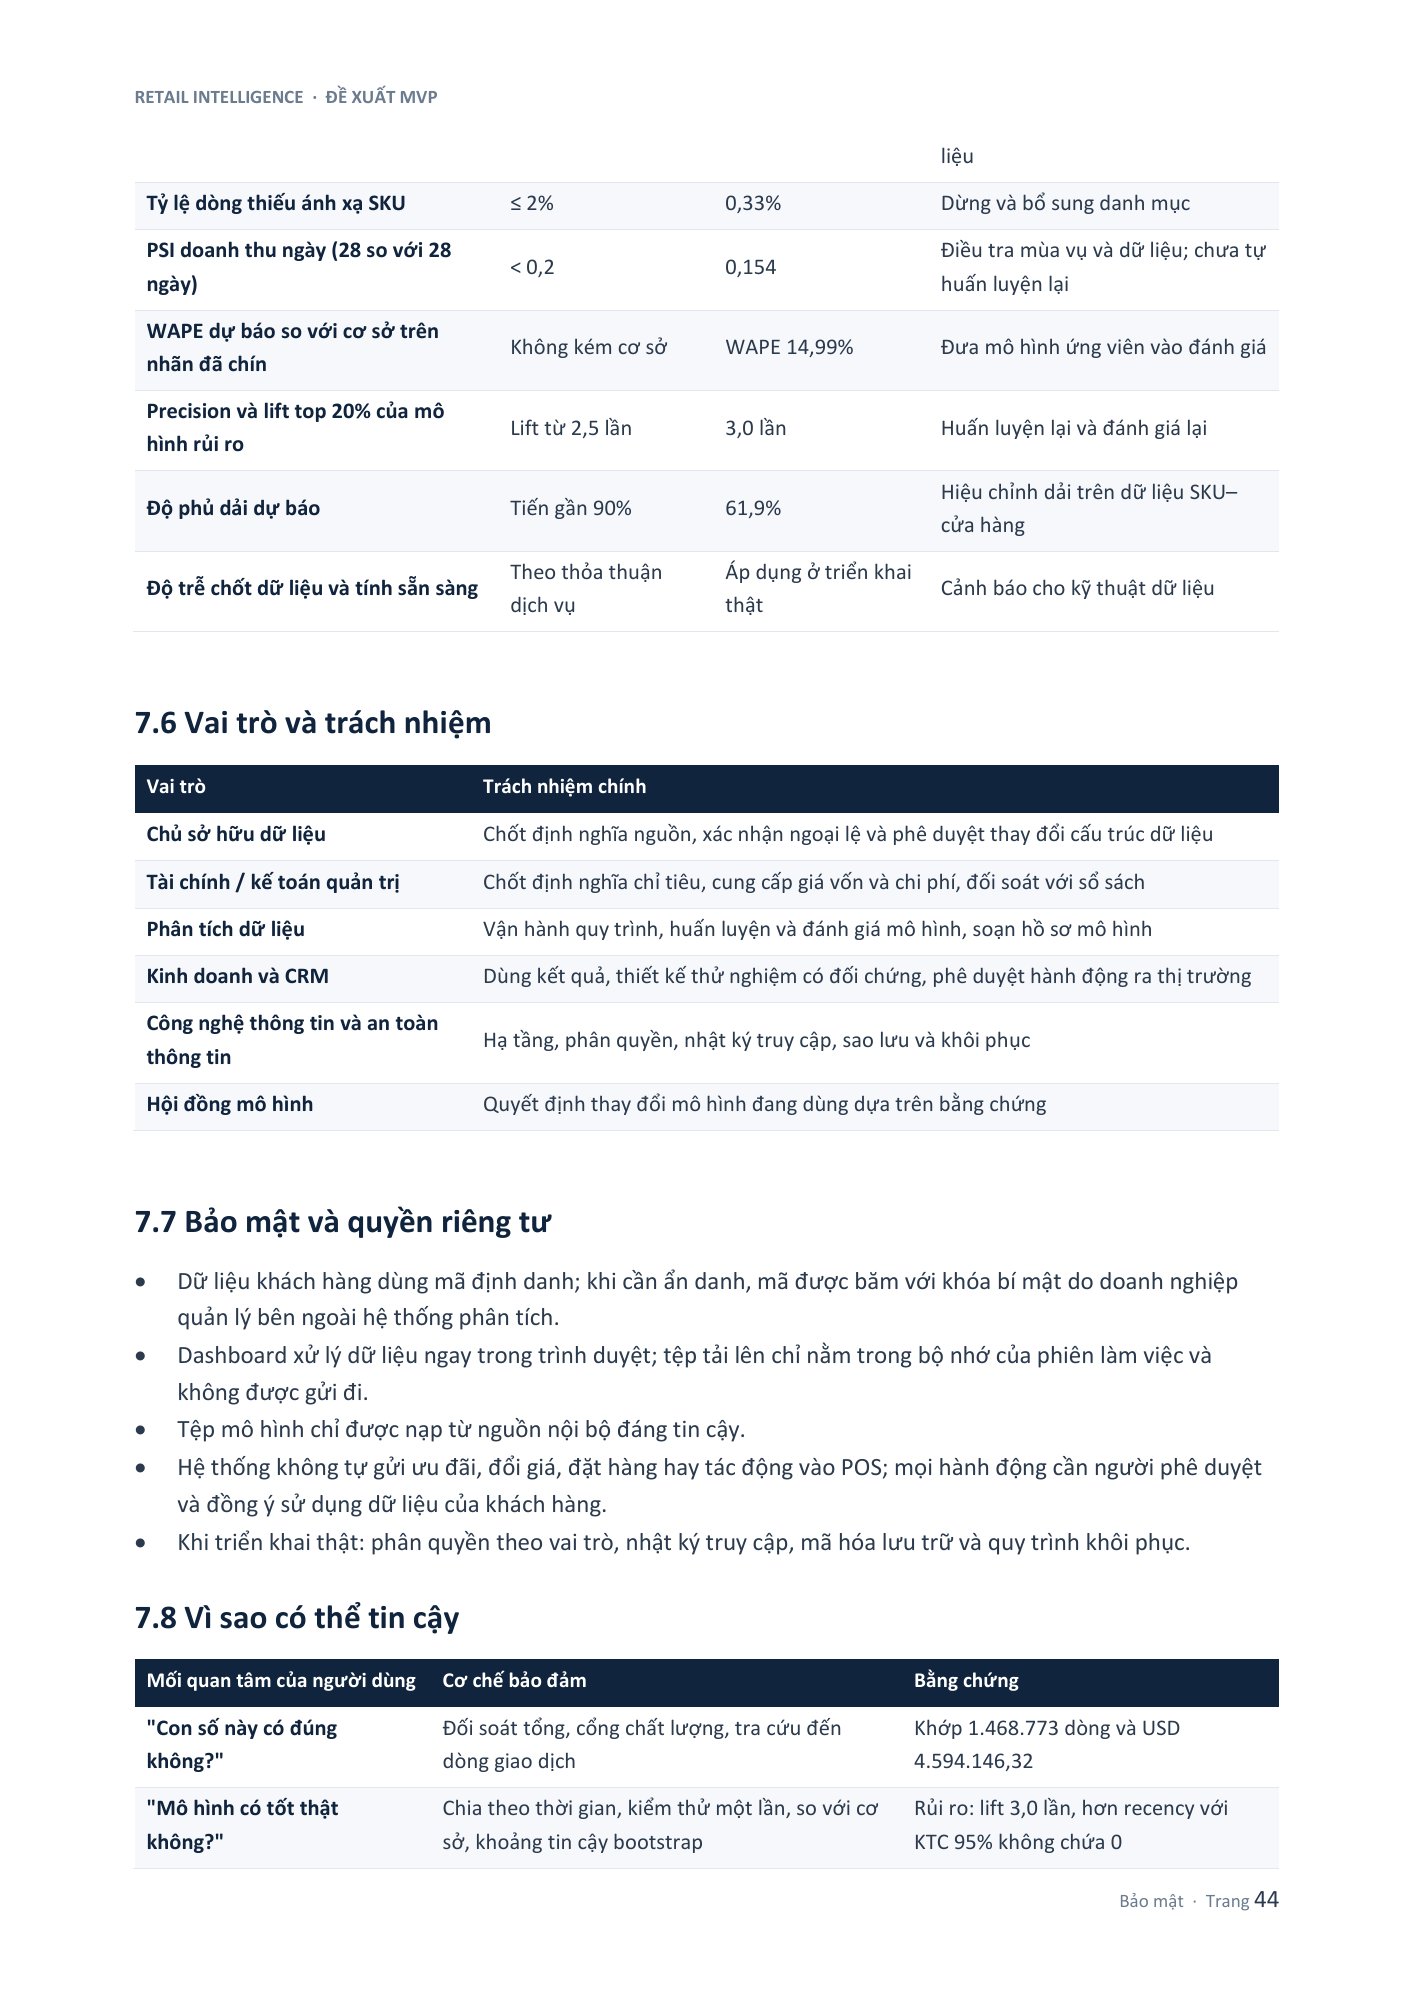 RETAIL INTELLIGENCE · ĐỀ XUẤT MVP
liệu
Tỷ lệ dòng thiếu ánh xạ SKU ≤ 2% 0,33% Dừng và bổ sung danh mục
PSI doanh thu ngày (28 so với 28 ngày) < 0,2 0,154 Điều tra mùa vụ và dữ liệu; chưa tự huấn luyện lại
WAPE dự báo so với cơ sở trên nhãn đã chín Không kém cơ sở WAPE 14,99% Đưa mô hình ứng viên vào đánh giá
Precision và lift top 20% của mô hình rủi ro Lift từ 2,5 lần 3,0 lần Huấn luyện lại và đánh giá lại
Độ phủ dải dự báo Tiến gần 90% 61,9% Hiệu chỉnh dải trên dữ liệu SKU–cửa hàng
Độ trễ chốt dữ liệu và tính sẵn sàng Theo thỏa thuận dịch vụ Áp dụng ở triển khai thật Cảnh báo cho kỹ thuật dữ liệu
7.6 Vai trò và trách nhiệm
Vai trò Trách nhiệm chính
Chủ sở hữu dữ liệu Chốt định nghĩa nguồn, xác nhận ngoại lệ và phê duyệt thay đổi cấu trúc dữ liệu
Tài chính / kế toán quản trị Chốt định nghĩa chỉ tiêu, cung cấp giá vốn và chi phí, đối soát với sổ sách
Phân tích dữ liệu Vận hành quy trình, huấn luyện và đánh giá mô hình, soạn hồ sơ mô hình
Kinh doanh và CRM Dùng kết quả, thiết kế thử nghiệm có đối chứng, phê duyệt hành động ra thị trường
Công nghệ thông tin và an toàn thông tin Hạ tầng, phân quyền, nhật ký truy cập, sao lưu và khôi phục
Hội đồng mô hình Quyết định thay đổi mô hình đang dùng dựa trên bằng chứng
7.7 Bảo mật và quyền riêng tư
• Dữ liệu khách hàng dùng mã định danh; khi cần ẩn danh, mã được băm với khóa bí mật do doanh nghiệp
quản lý bên ngoài hệ thống phân tích.
• Dashboard xử lý dữ liệu ngay trong trình duyệt; tệp tải lên chỉ nằm trong bộ nhớ của phiên làm việc và
không được gửi đi.
• Tệp mô hình chỉ được nạp từ nguồn nội bộ đáng tin cậy.
• Hệ thống không tự gửi ưu đãi, đổi giá, đặt hàng hay tác động vào POS; mọi hành động cần người phê duyệt
và đồng ý sử dụng dữ liệu của khách hàng.
• Khi triển khai thật: phân quyền theo vai trò, nhật ký truy cập, mã hóa lưu trữ và quy trình khôi phục.
7.8 Vì sao có thể tin cậy
Mối quan tâm của người dùng Cơ chế bảo đảm Bằng chứng
"Con số này có đúng không?" Đối soát tổng, cổng chất lượng, tra cứu đến dòng giao dịch Khớp 1.468.773 dòng và USD 4.594.146,32
"Mô hình có tốt thật không?" Chia theo thời gian, kiểm thử một lần, so với cơ sở, khoảng tin cậy bootstrap Rủi ro: lift 3,0 lần, hơn recency với KTC 95% không chứa 0
Bảo mật · Trang 44